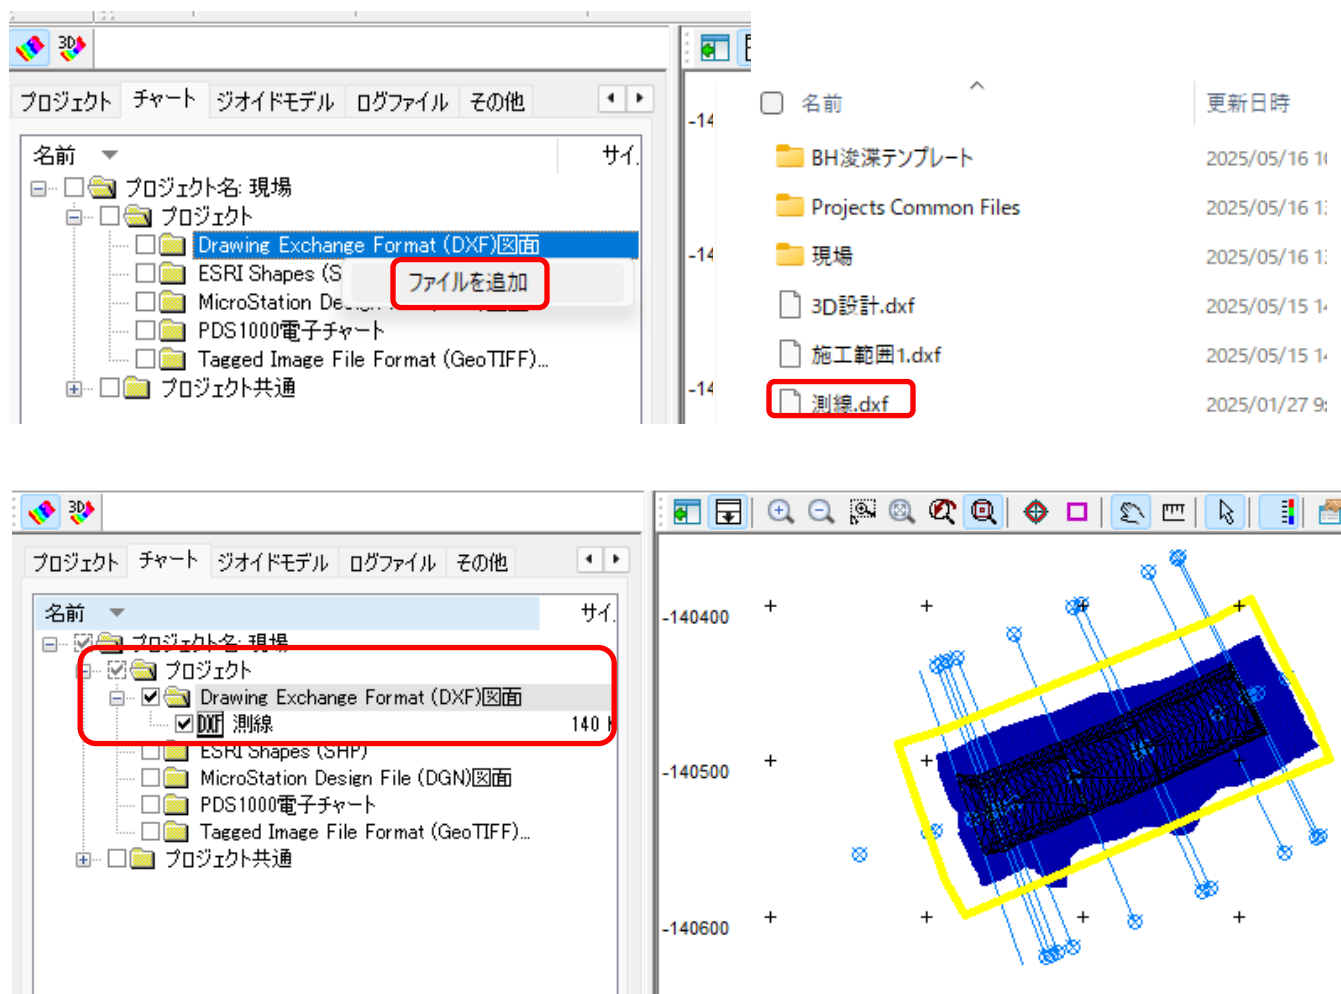 3D
プロジェクト チャート ジオイドモデル ログファイル その他
名前 サイ.
プロジェクト名: 現場
プロジェクト
Drawing Exchange Format (DXF)図面
ESRI Shapes (S
ファイルを追加
MicroStation De
PDS1000電子チャート
Tagged Image File Format (GeoTIFF)...
プロジェクト共通
-14
-14
-14
名前 更新日時
BH浚渫テンプレート 2025/05/16 10
Projects Common Files 2025/05/16 13
現場 2025/05/16 13
3D設計.dxf 2025/05/15 14
施工範囲1.dxf 2025/05/15 14
測線.dxf 2025/01/27 9:
3D
プロジェクト チャート ジオイドモデル ログファイル その他
名前 サイ.
プロジェクト名: 現場
プロジェクト
Drawing Exchange Format (DXF)図面
DXF 測線 140 K
ESRI Shapes (SHP)
MicroStation Design File (DGN)図面
PDS1000電子チャート
Tagged Image File Format (GeoTIFF)...
プロジェクト共通
-140400
-140500
-140600